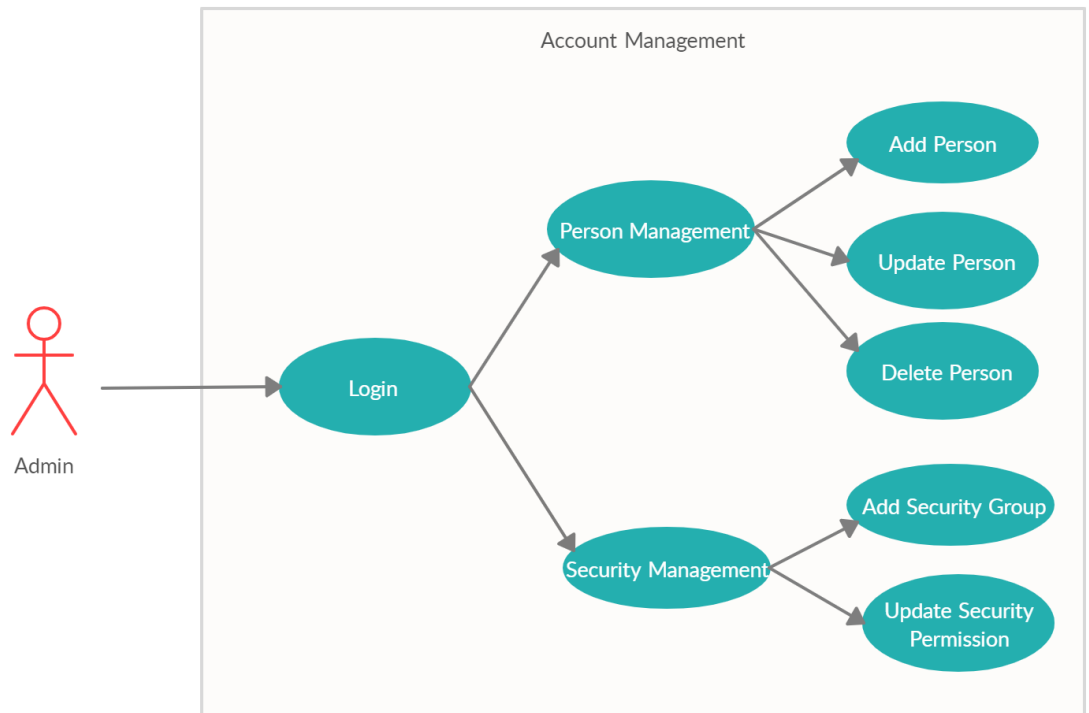 Account Management
Add Person
Person Management
Update Person
Delete Person
Login
Admin
Add Security Group
Security Management
Update Security
Permission